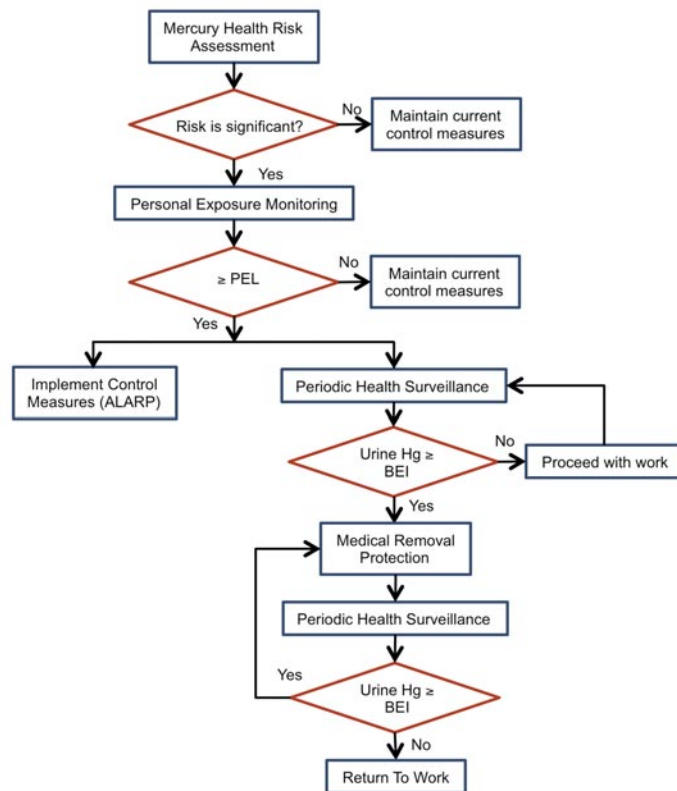 Mercury Health Risk
Assessment
Risk is significant?
No
Maintain current
control measures
Yes
Personal Exposure Monitoring
≥ PEL
No
Maintain current
control measures
Yes
Implement Control
Measures (ALARP)
Periodic Health Surveillance
Urine Hg ≥
BEI
No
Proceed with work
Yes
Medical Removal
Protection
Periodic Health Surveillance
Yes
Urine Hg ≥
BEI
No
Return To Work